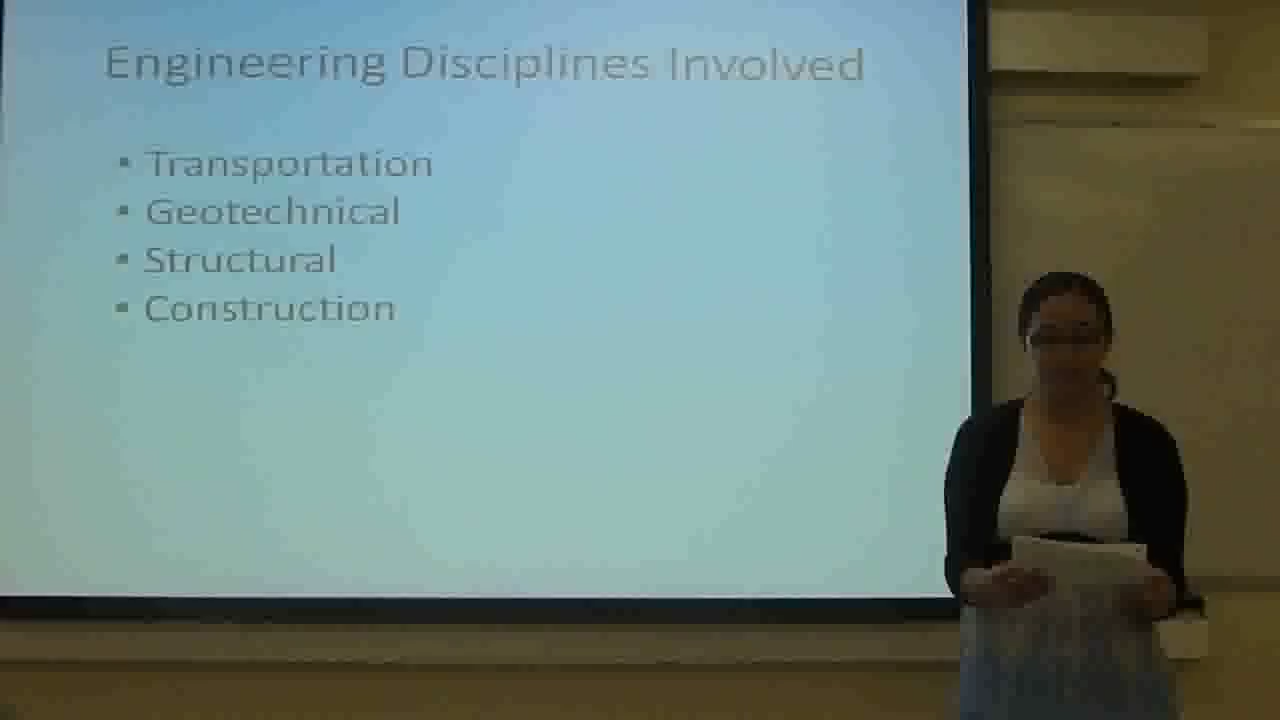 Engineering Disciplines Involved
• Transportation
• Geotechnical
• Structural
• Construction